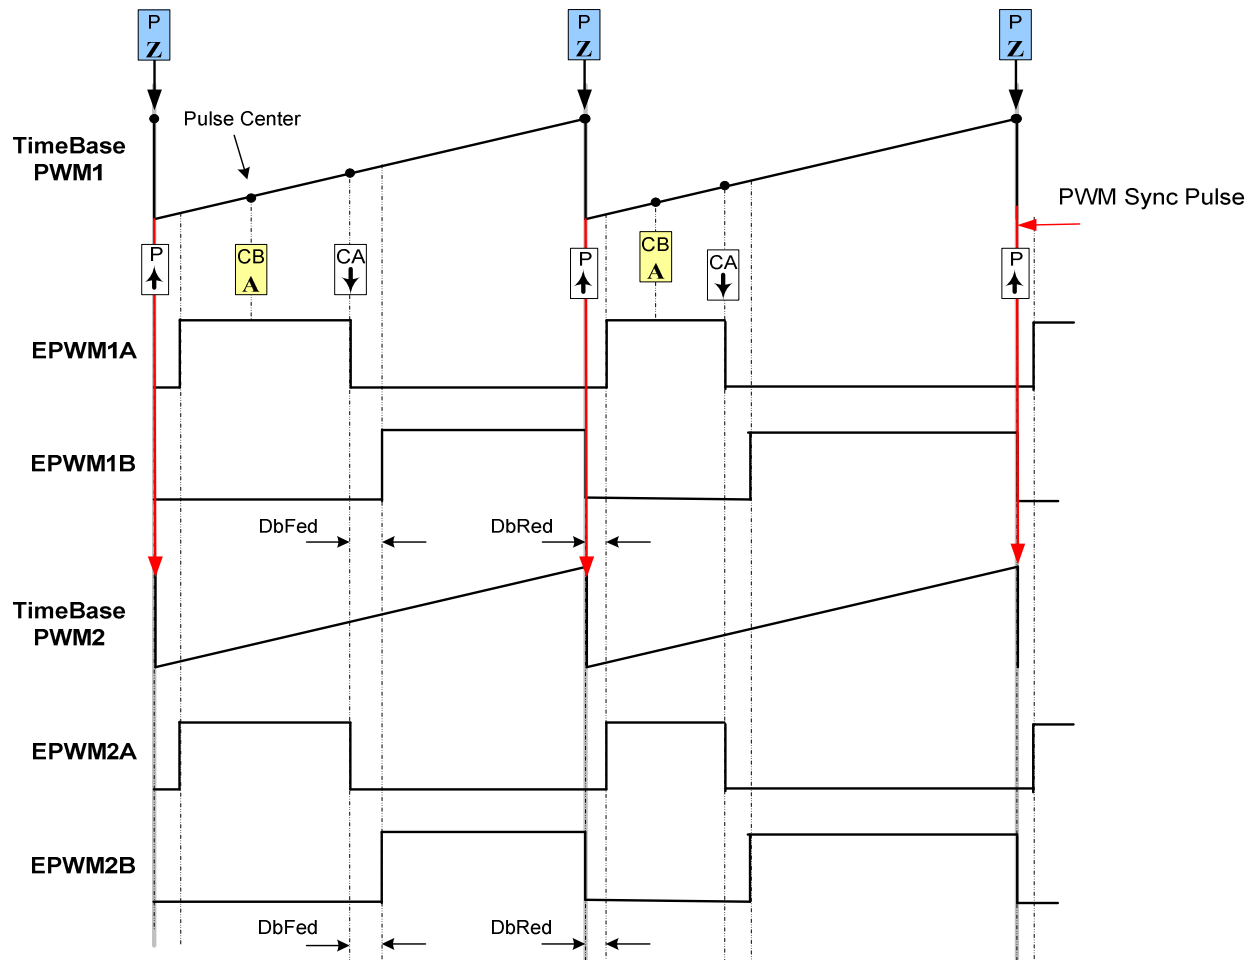 P
Z
P
Z
P
Z
Pulse Center
TimeBase
PWM1
PWM Sync Pulse
P
CB
A
CA
P
CB
A
CA
P
EPWM1A
EPWM1B
DbFed
DbRed
TimeBase
PWM2
EPWM2A
EPWM2B
DbFed
DbRed